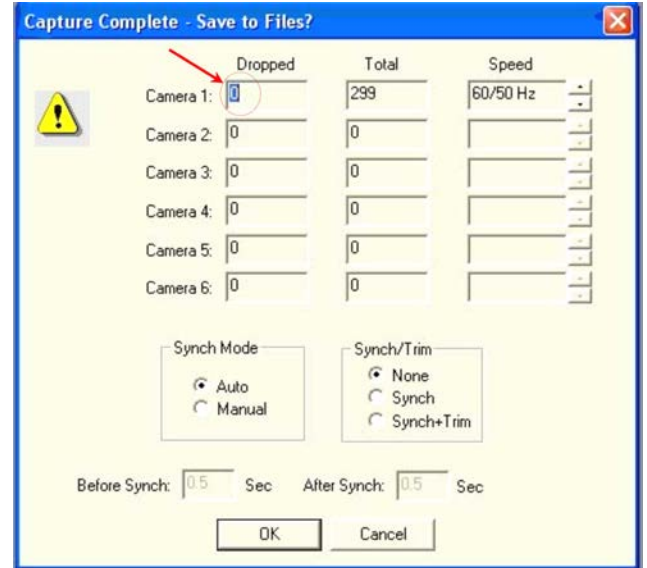 Capture Complete - Save to Files?
Dropped Total Speed
Camera 1: 0 299 60/50 Hz
Camera 2: 0 0
Camera 3: 0 0
Camera 4: 0 0
Camera 5: 0 0
Camera 6: 0 0
Synch Mode Synch/Trim
Auto None
Manual Synch
Synch+Trim
Before Synch: 0.5 Sec After Synch: 0.5 Sec
OK Cancel